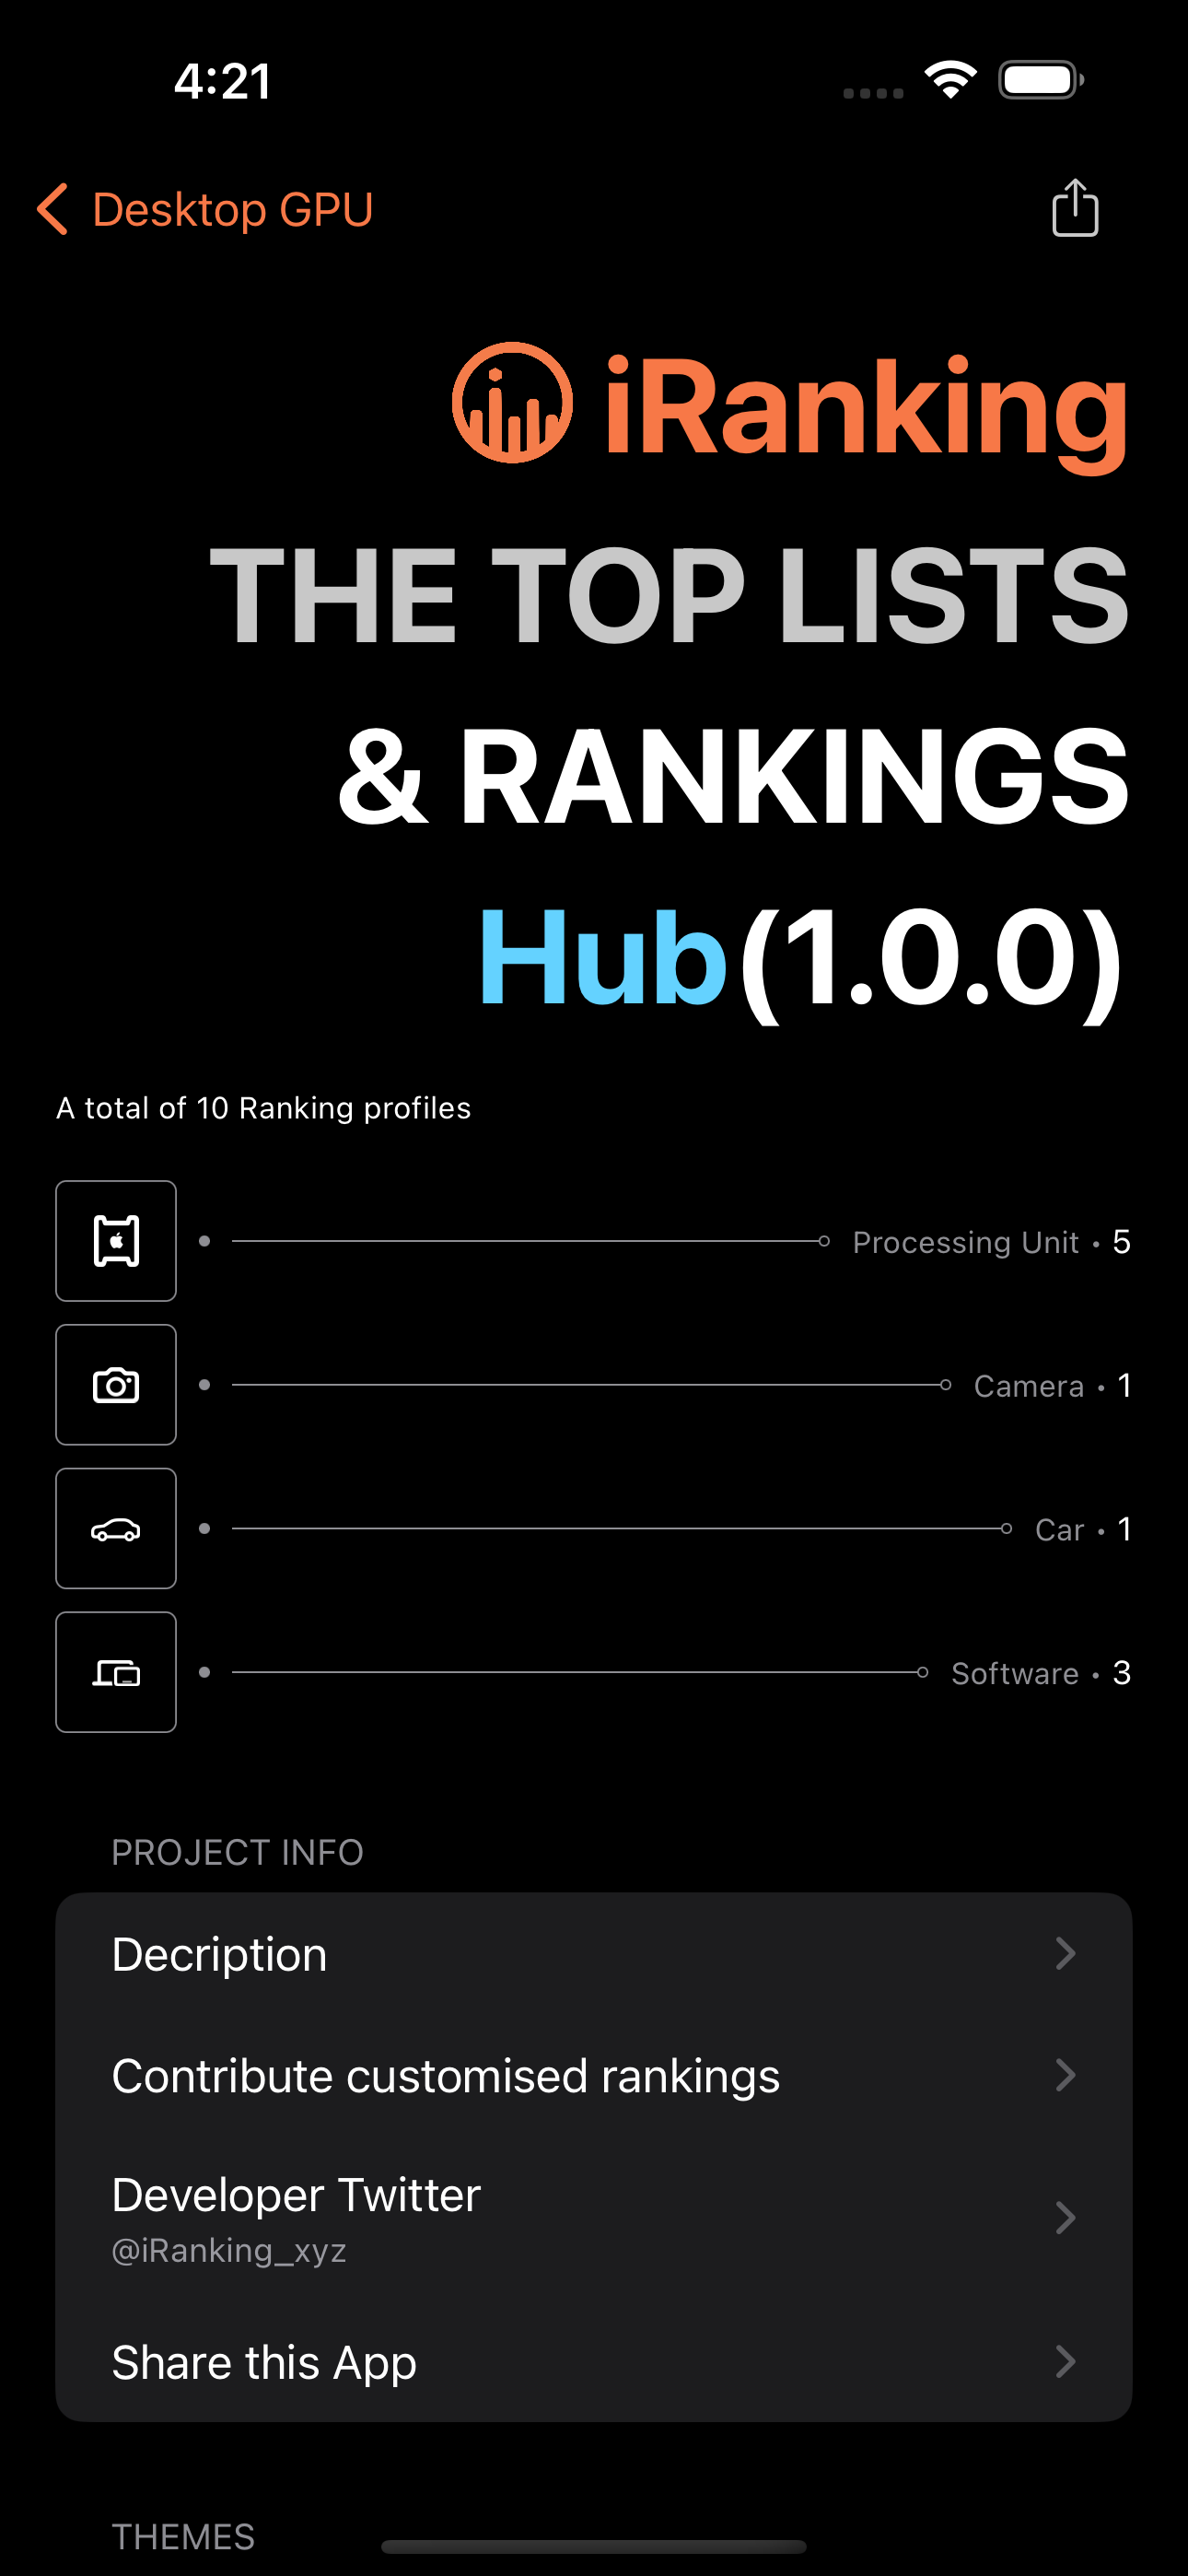 4:21
Desktop GPU
iRanking
THE TOP LISTS
& RANKINGS
Hub(1.0.0)
A total of 10 Ranking profiles
Processing Unit • 5
Camera • 1
Car • 1
Software • 3
PROJECT INFO
Decription
Contribute customised rankings
Developer Twitter
@iRanking_xyz
Share this App
THEMES